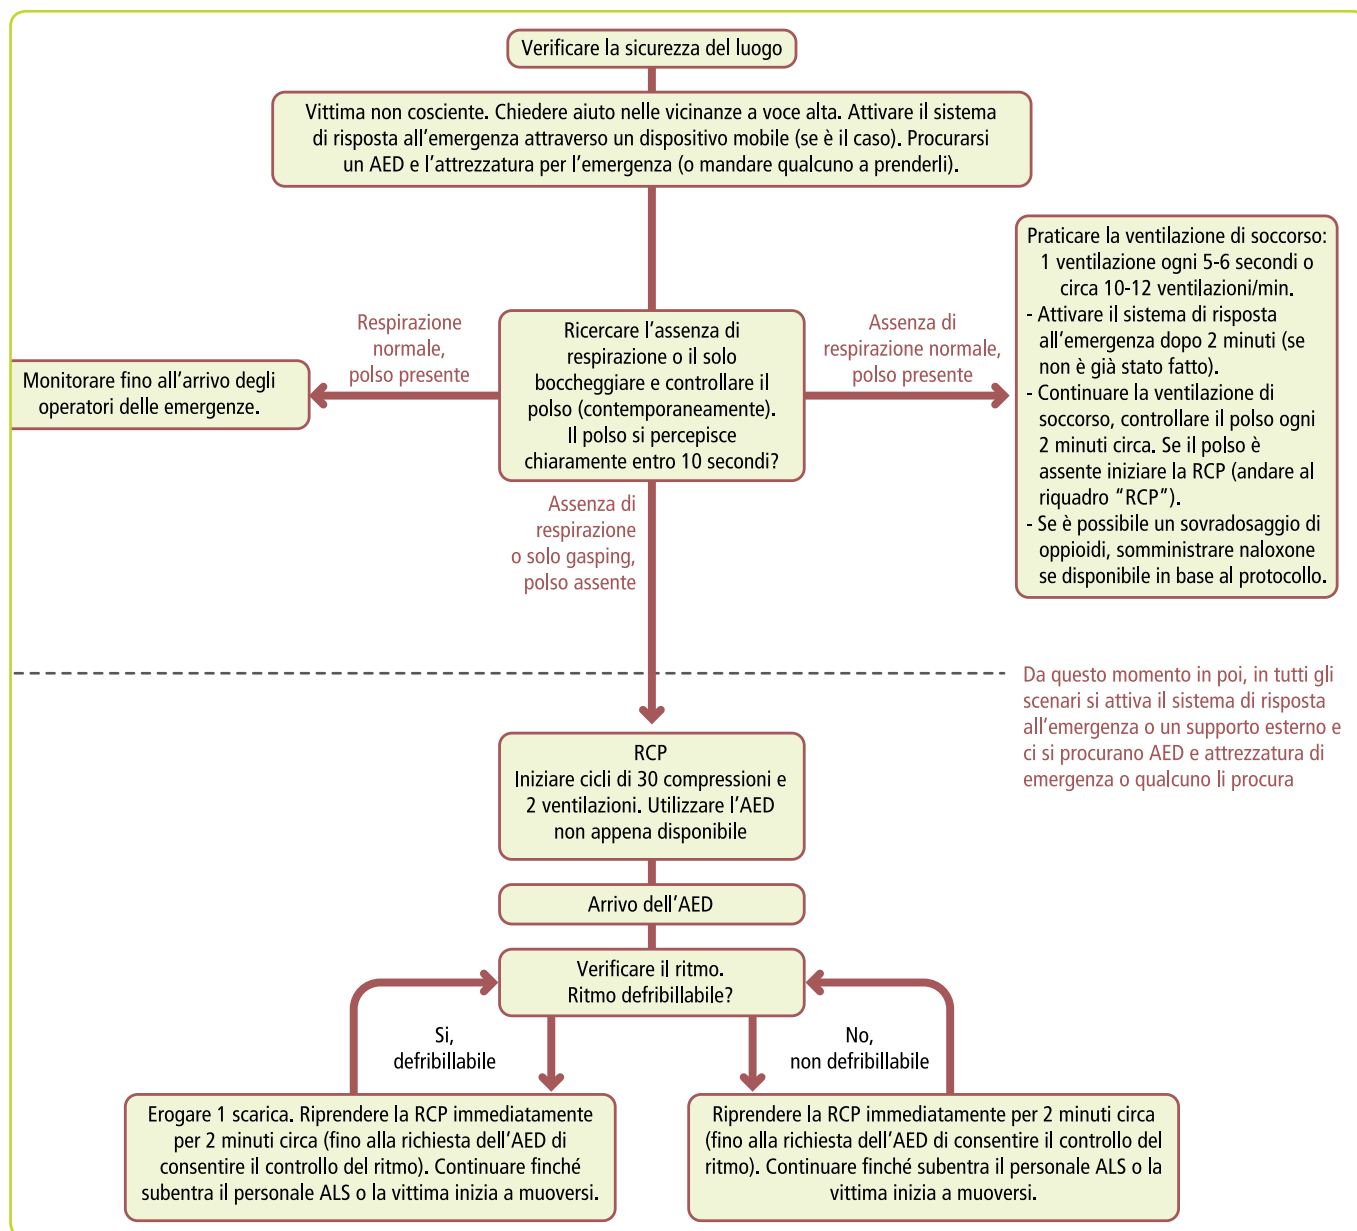 Verificare la sicurezza del luogo
Vittima non cosciente. Chiedere aiuto nelle vicinanze a voce alta. Attivare il sistema
di risposta all'emergenza attraverso un dispositivo mobile (se è il caso). Procurarsi
un AED e l'attrezzatura per l'emergenza (o mandare qualcuno a prenderli).
Respirazione
normale,
polso presente
Monitorare fino all'arrivo degli
operatori delle emergenze.
Ricercare l'assenza di
respirazione o il solo
boccheggiare e controllare il
polso (contemporaneamente).
Il polso si percepisce
chiaramente entro 10 secondi?
Assenza di
respirazione normale,
polso presente
Praticare la ventilazione di soccorso:
1 ventilazione ogni 5-6 secondi o
circa 10-12 ventilazioni/min.
- Attivare il sistema di risposta
all'emergenza dopo 2 minuti (se
non è già stato fatto).
- Continuare la ventilazione di
soccorso, controllare il polso ogni
2 minuti circa. Se il polso è
assente iniziare la RCP (andare al
riquadro “RCP”).
- Se è possibile un sovradosaggio di
oppioidi, somministrare naloxone
se disponibile in base al protocollo.
Assenza di
respirazione
o solo gasping,
polso assente
Da questo momento in poi, in tutti gli
scenari si attiva il sistema di risposta
all'emergenza o un supporto esterno e
ci si procurano AED e attrezzatura di
emergenza o qualcuno li procura
RCP
Iniziare cicli di 30 compressioni e
2 ventilazioni. Utilizzare l'AED
non appena disponibile
Arrivo dell'AED
Verificare il ritmo.
Ritmo defribillabile?
Si,
defribillabile
No,
non defribillabile
Erogare 1 scarica. Riprendere la RCP immediatamente
per 2 minuti circa (fino alla richiesta dell'AED di
consentire il controllo del ritmo). Continuare finché
subentra il personale ALS o la vittima inizia a muoversi.
Riprendere la RCP immediatamente per 2 minuti circa
(fino alla richiesta dell'AED di consentire il controllo del
ritmo). Continuare finché subentra il personale ALS o la
vittima inizia a muoversi.